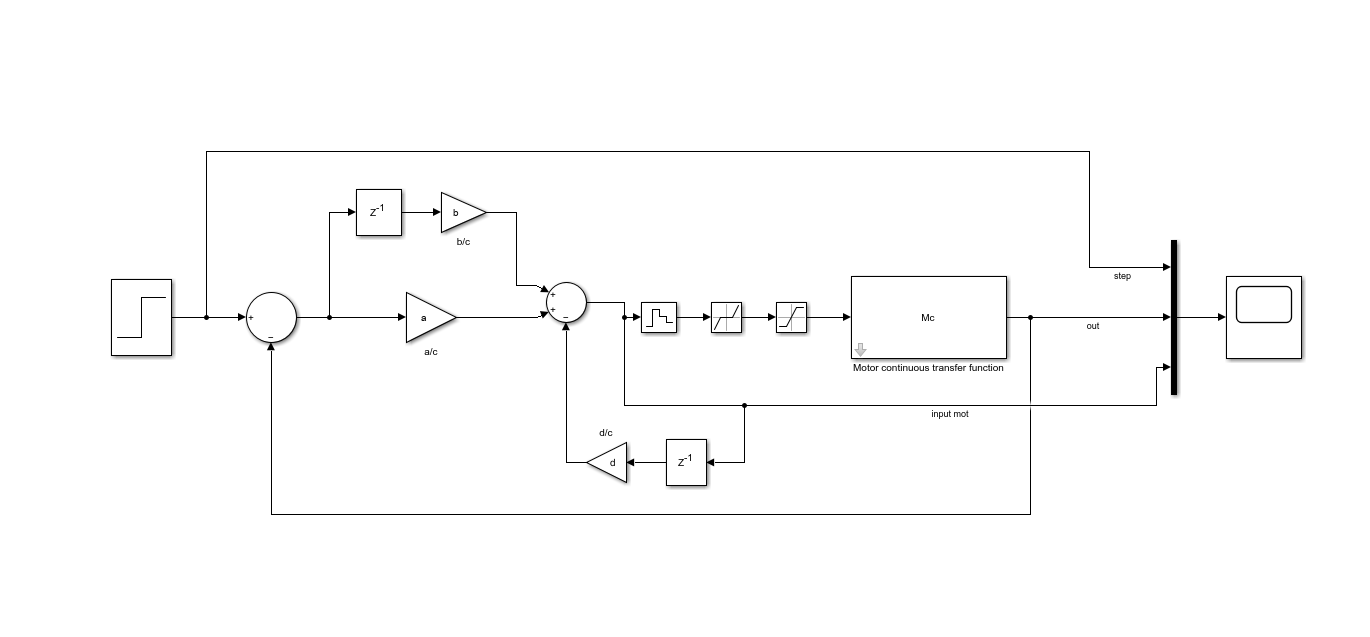 z-1
b
b/c
+
−
a
a/c
+
+
−
Mc
Motor continuous transfer function
step
out
input mot
d/c
d
z-1